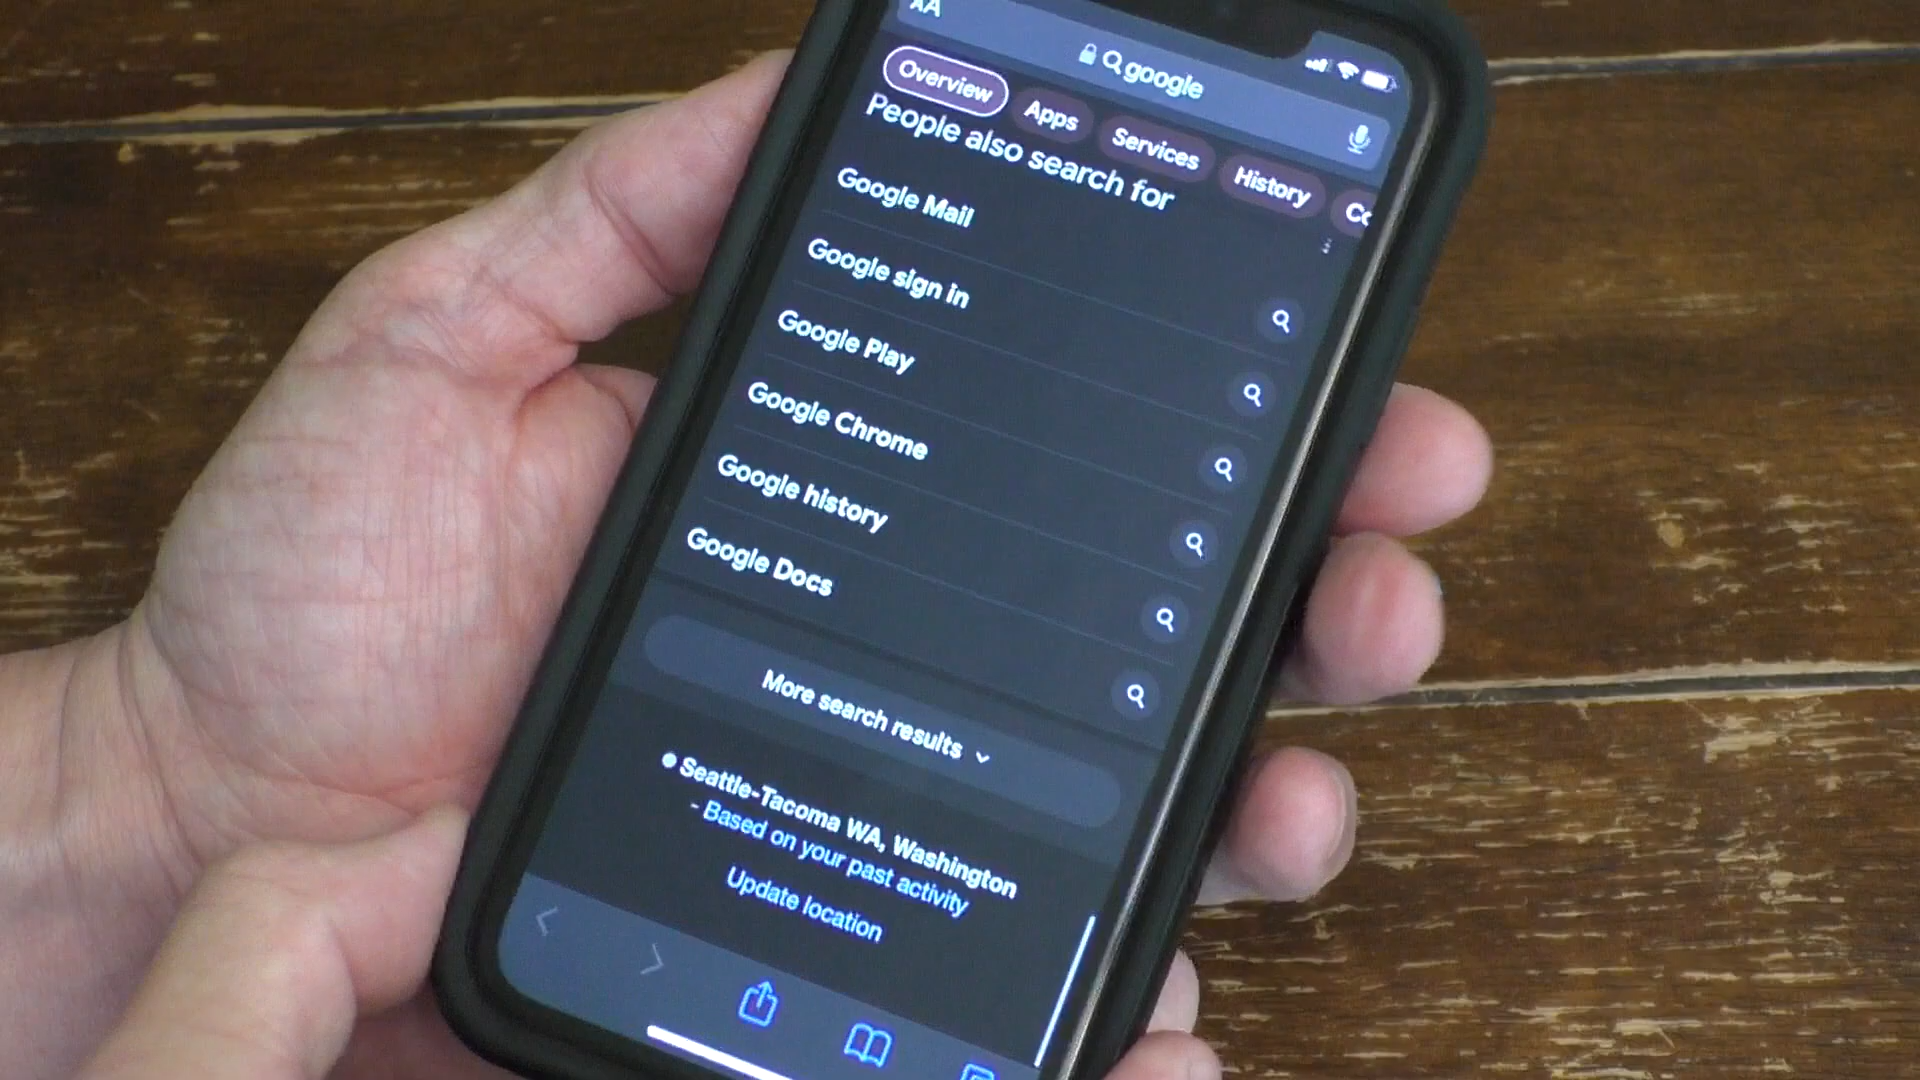 AA
google
Overview Apps Services History
People also search for
Google Mail
Google sign in
Google Play
Google Chrome
Google history
Google Docs
More search results
Seattle-Tacoma WA, Washington
- Based on your past activity
Update location